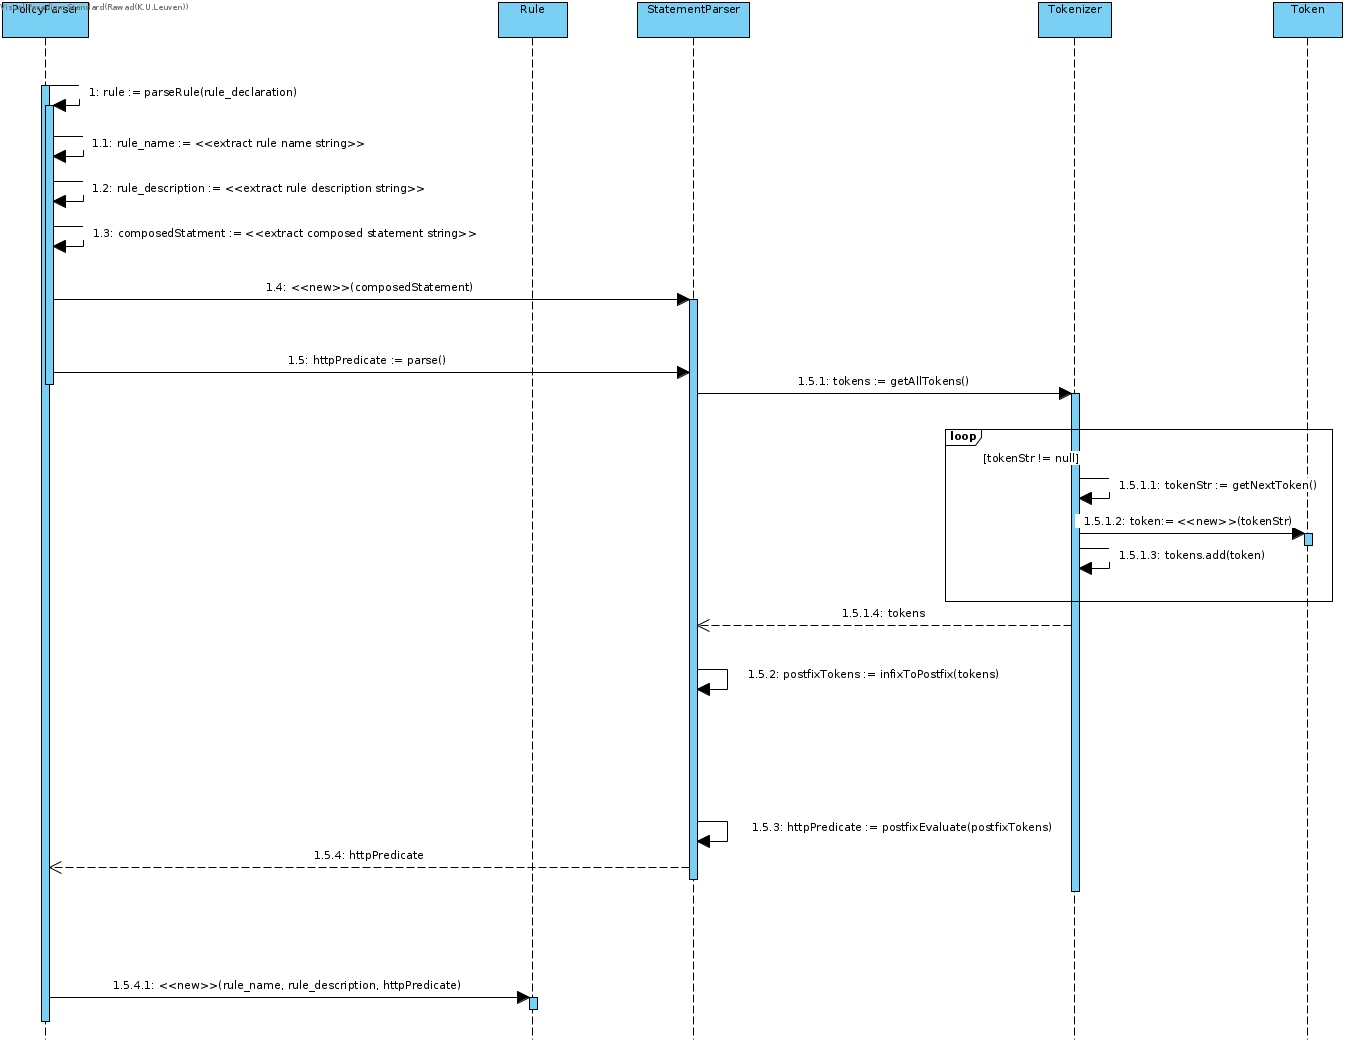 PolicyParser
Rule
StatementParser
Tokenizer
Token
1: rule := parseRule(rule_declaration)
1.1: rule_name := <<extract rule name string>>
1.2: rule_description := <<extract rule description string>>
1.3: composedStatment := <<extract composed statement string>>
1.4: <<new>>(composedStatement)
1.5: httpPredicate := parse()
1.5.1: tokens := getAllTokens()
loop
[tokenStr != null]
1.5.1.1: tokenStr := getNextToken()
1.5.1.2: token:= <<new>>(tokenStr)
1.5.1.3: tokens.add(token)
1.5.1.4: tokens
1.5.2: postfixTokens := infixToPostfix(tokens)
1.5.3: httpPredicate := postfixEvaluate(postfixTokens)
1.5.4: httpPredicate
1.5.4.1: <<new>>(rule_name, rule_description, httpPredicate)